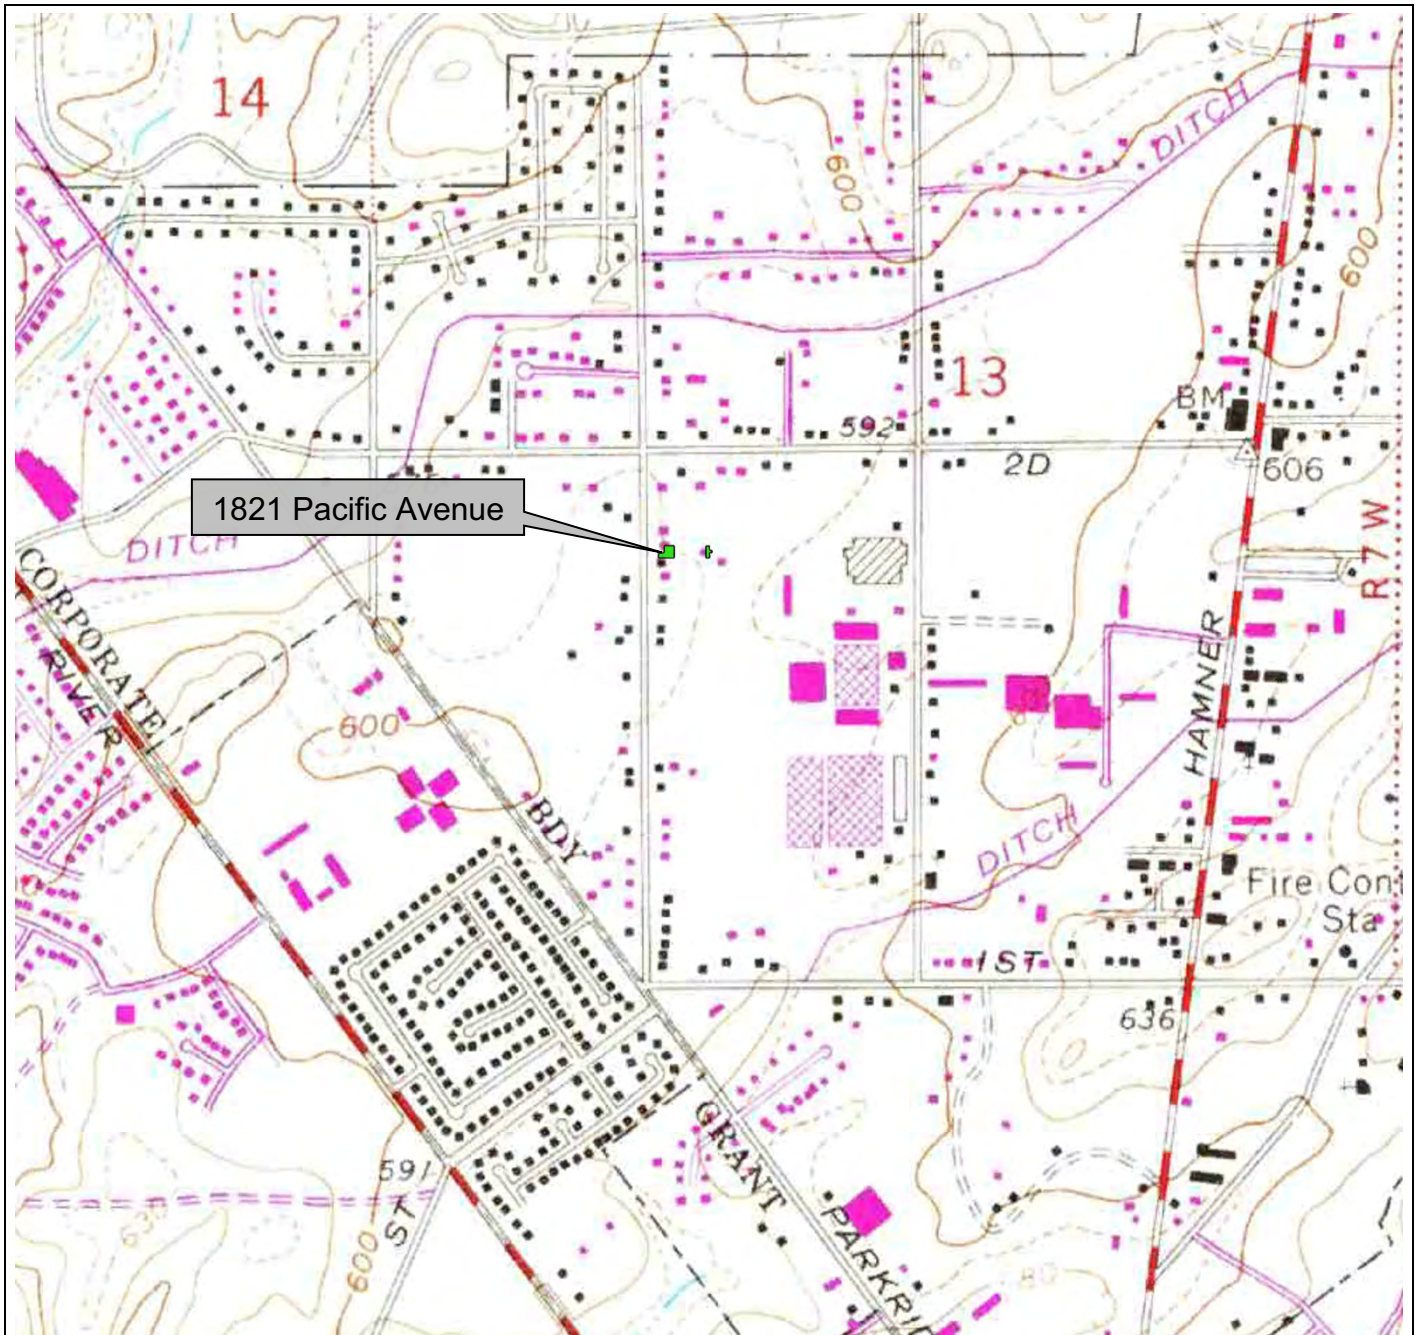 14
DITCH
600
600
13
BM
592
2D
606
1821 Pacific Avenue
DITCH
R 7 W
CORPORATE
RIVER
HAMNER
600
BDY
DITCH
Fire Con
Sta
1ST
636
GRANT
591
ST
PARKRI
600